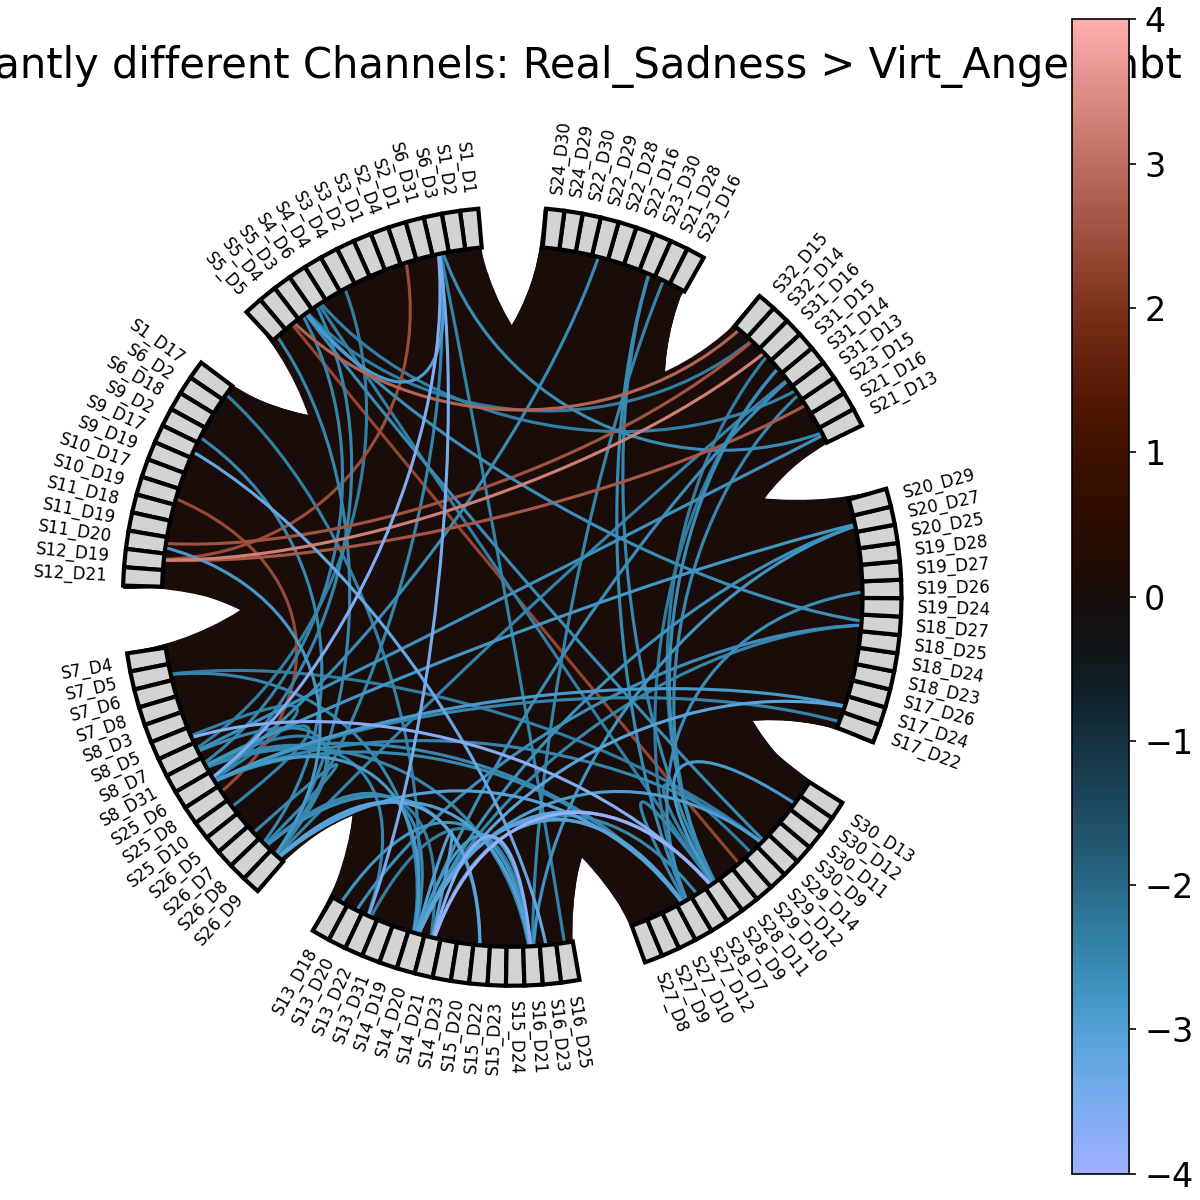 antly different Channels: Real_Sadness > Virt_Ange nbt
S24_D30
S24_D29
S22_D30
S22_D29
S22_D28
S22_D16
S23_D30
S21_D28
S23_D16
S32_D15
S32_D14
S31_D16
S31_D15
S31_D14
S31_D13
S23_D15
S21_D16
S21_D13
S20_D29
S20_D27
S20_D25
S19_D28
S19_D27
S19_D26
S19_D24
S18_D27
S18_D25
S18_D24
S18_D23
S17_D26
S17_D24
S17_D22
S30_D13
S30_D12
S30_D11
S30_D9
S29_D14
S29_D12
S29_D10
S28_D11
S28_D9
S28_D7
S27_D12
S27_D10
S27_D9
S27_D8
S16_D25
S16_D23
S16_D21
S15_D24
S15_D23
S15_D22
S15_D20
S14_D23
S14_D21
S14_D20
S14_D19
S13_D31
S13_D22
S13_D20
S13_D18
S26_D9
S26_D8
S26_D7
S26_D5
S25_D10
S25_D8
S25_D6
S8_D31
S8_D7
S8_D5
S8_D3
S7_D8
S7_D6
S7_D5
S7_D4
S12_D21
S12_D19
S11_D20
S11_D19
S11_D18
S10_D19
S10_D17
S9_D19
S9_D17
S9_D2
S6_D18
S6_D2
S1_D17
S5_D5
S5_D4
S5_D3
S4_D6
S4_D4
S3_D4
S3_D2
S3_D1
S2_D4
S2_D1
S6_D31
S6_D3
S1_D2
S1_D1
4
3
2
1
0
−1
−2
−3
−4